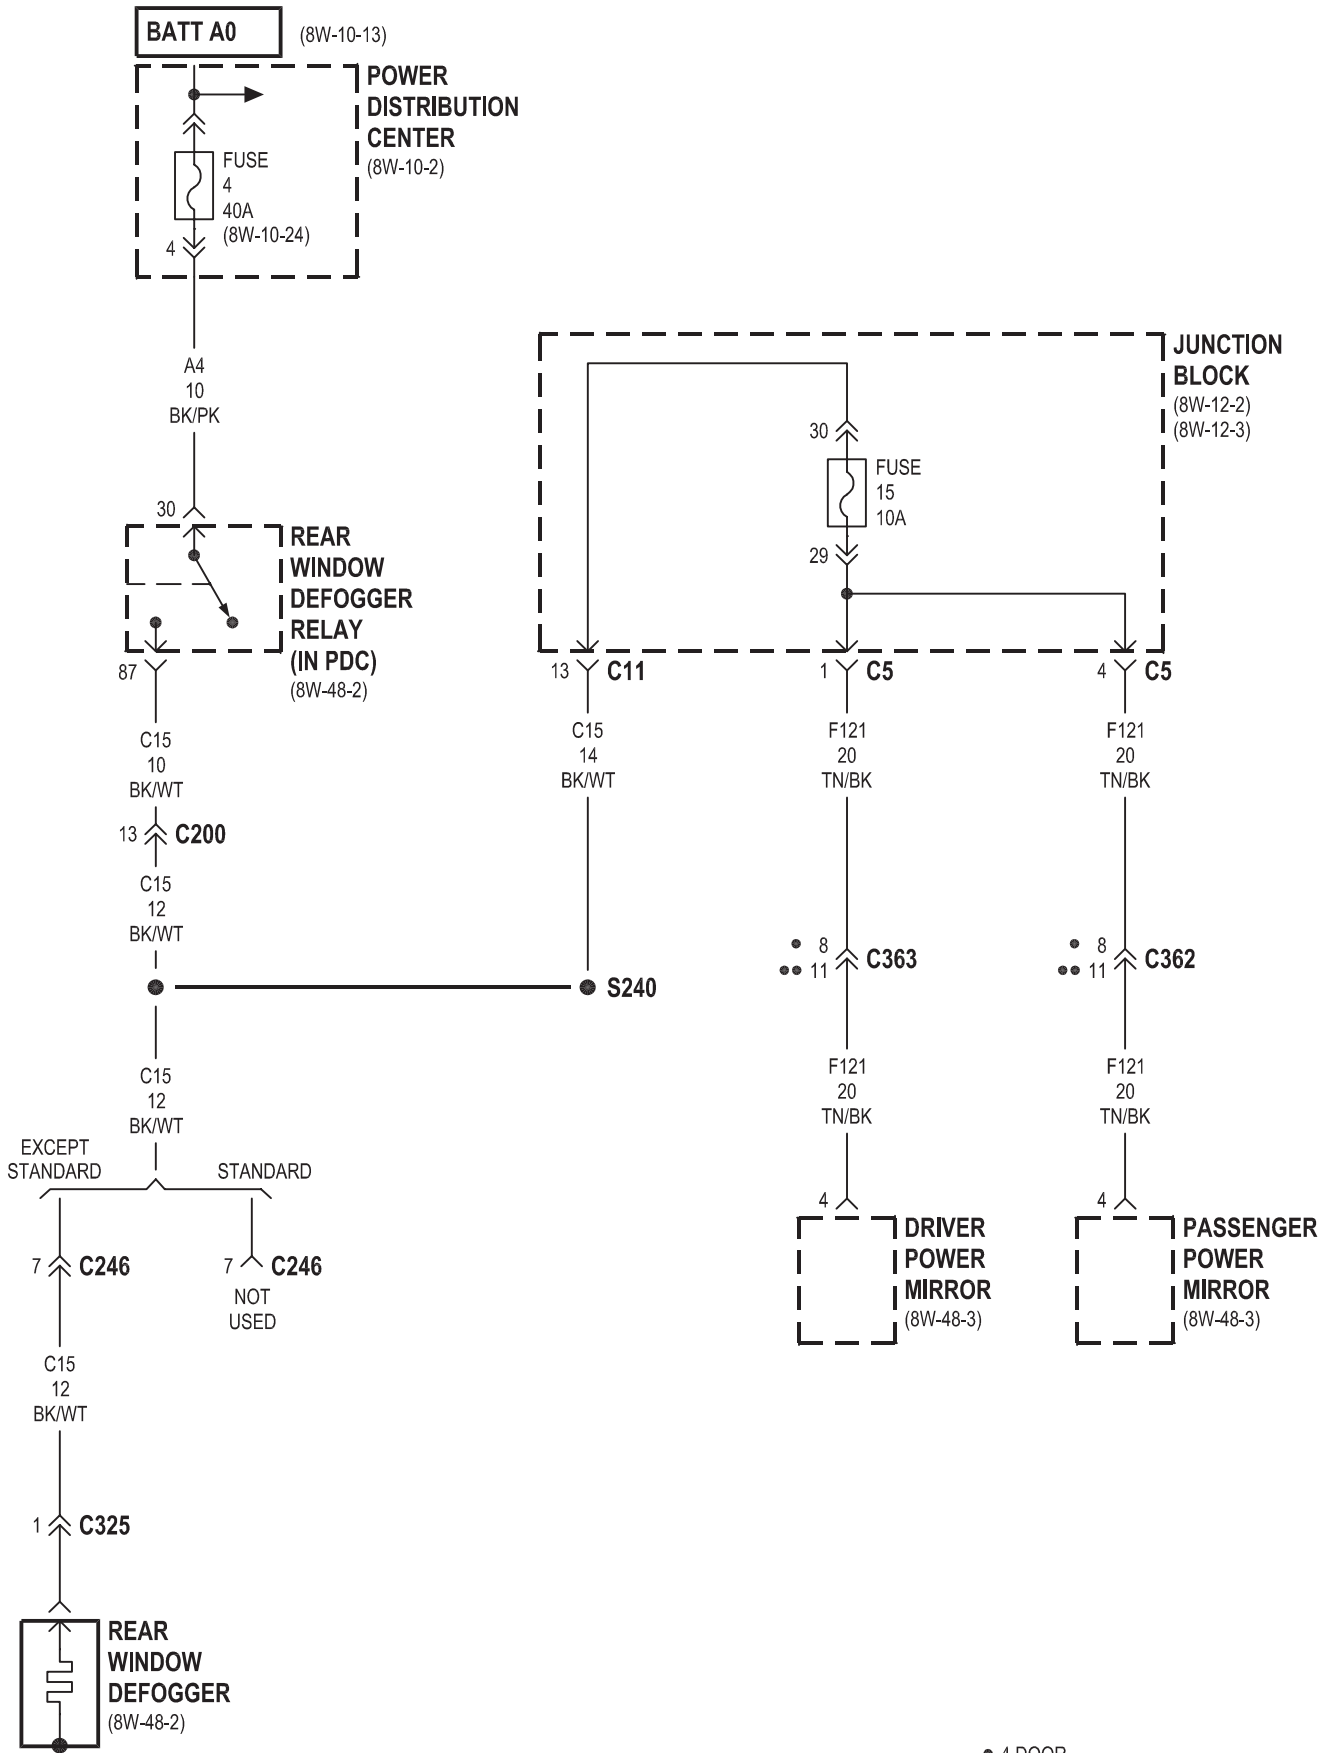 BATT A0
(8W-10-13)
POWER
DISTRIBUTION
CENTER
(8W-10-2)
FUSE
4
40A
(8W-10-24)
4
A4
10
BK/PK
30
REAR
WINDOW
DEFOGGER
RELAY
(IN PDC)
(8W-48-2)
87
C15
10
BK/WT
13 C200
C15
12
BK/WT
JUNCTION
BLOCK
(8W-12-2)
(8W-12-3)
30
FUSE
15
10A
29
13 C11
1 C5
4 C5
C15
14
BK/WT
F121
20
TN/BK
F121
20
TN/BK
S240
• 8
•• 11
C363
• 8
•• 11
C362
F121
20
TN/BK
F121
20
TN/BK
4
DRIVER
POWER
MIRROR
(8W-48-3)
4
PASSENGER
POWER
MIRROR
(8W-48-3)
C15
12
BK/WT
EXCEPT
STANDARD
STANDARD
7 C246
7 C246
NOT
USED
C15
12
BK/WT
1 C325
REAR
WINDOW
DEFOGGER
(8W-48-2)
• 4 DOOR